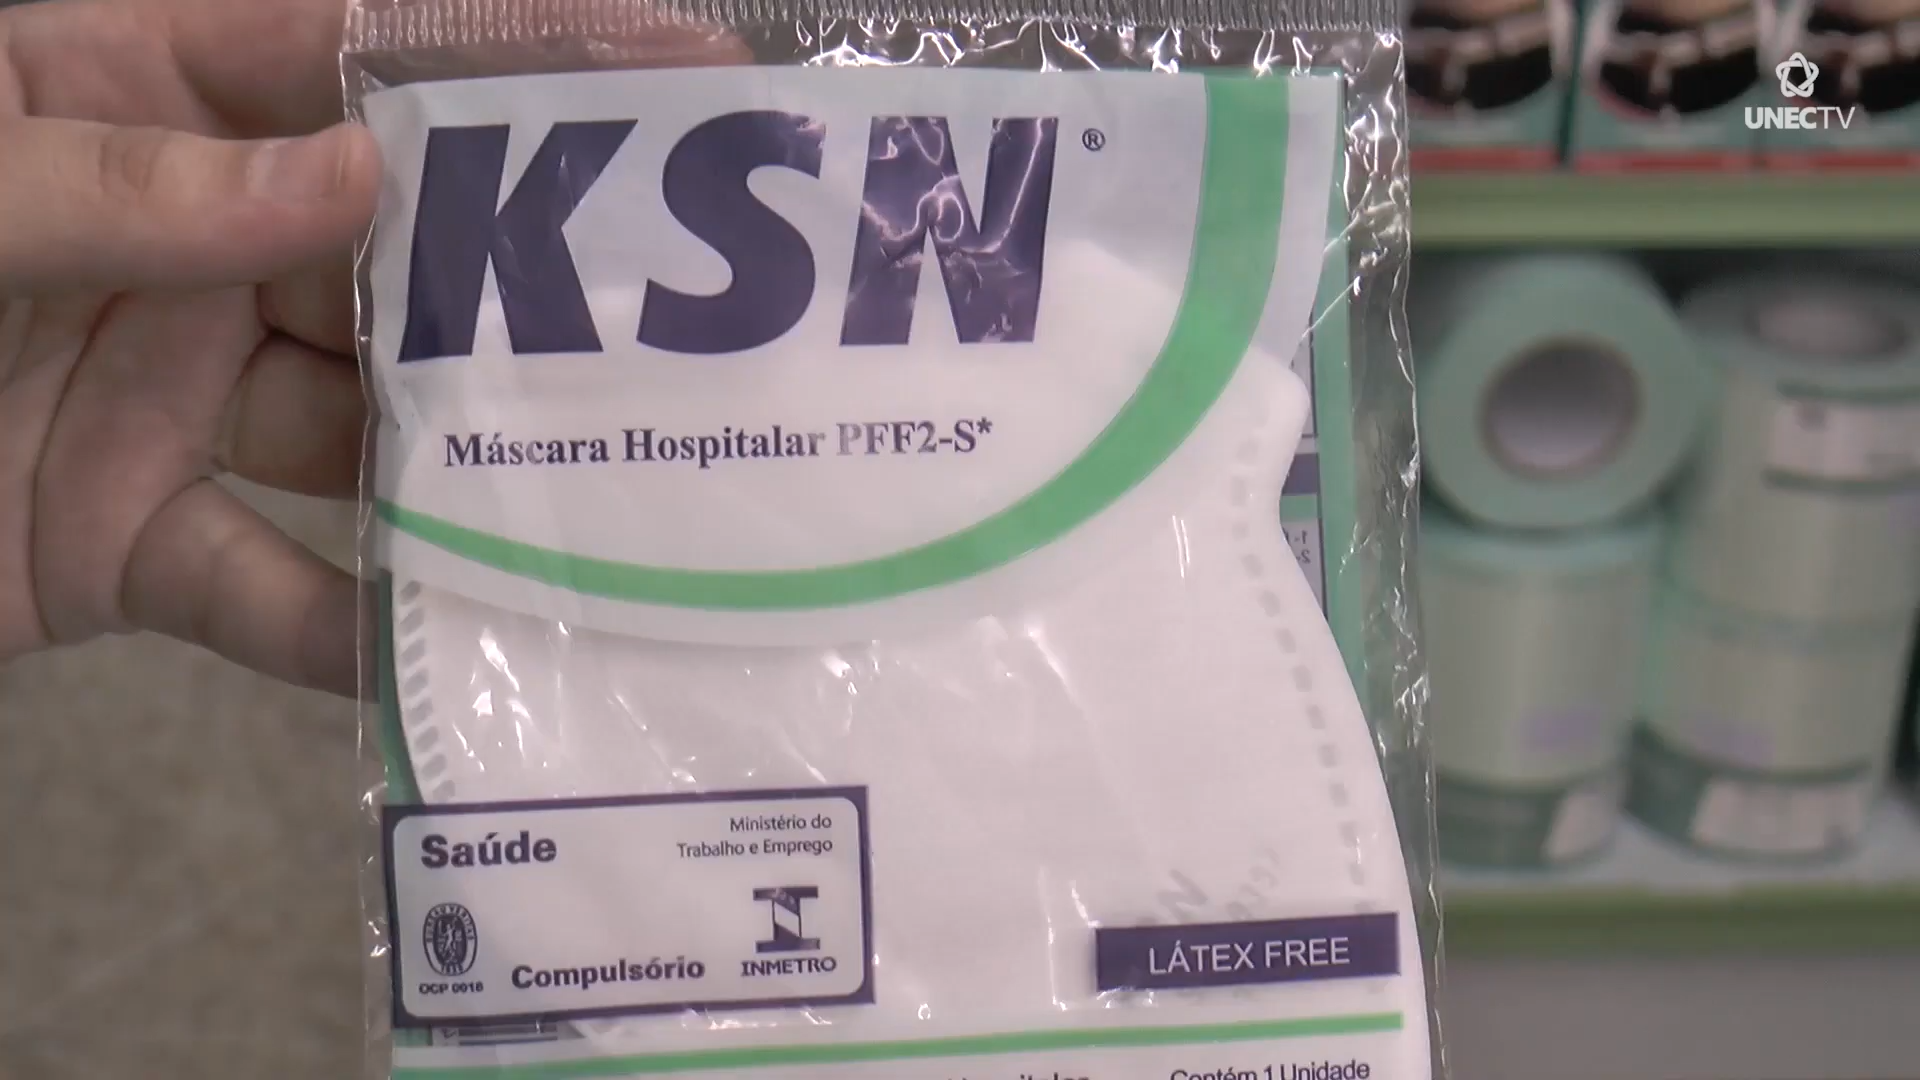 UNECTV
KSN®
Máscara Hospitalar PFF2-S*
Saúde
Ministério do
Trabalho e Emprego
OCP 0018
Compulsório
INMETRO
LÁTEX FREE
Contém 1 Unidade